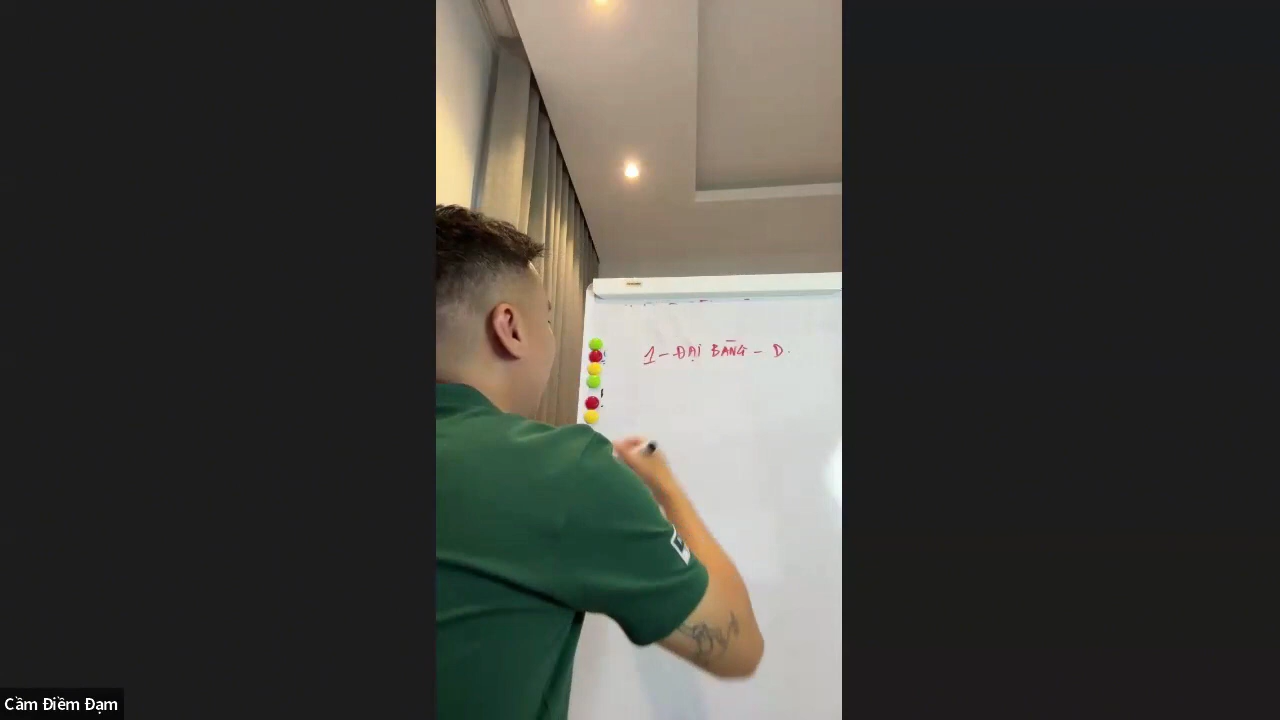 1 - ĐẠI BÀNG - D.
Cầm Điềm Đạm